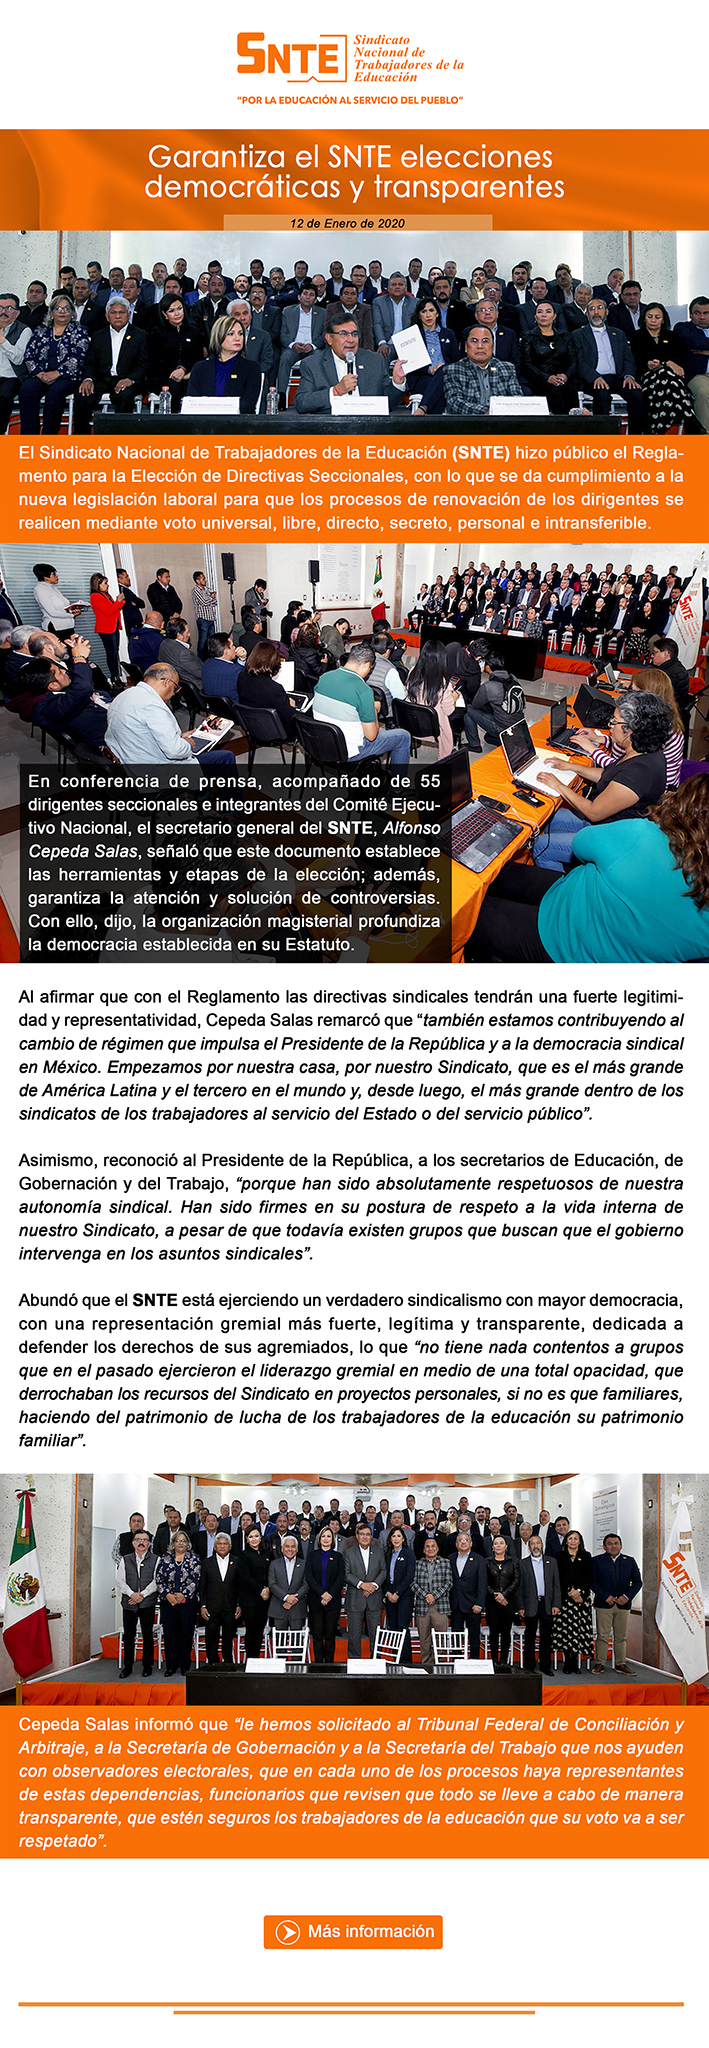 SNTE
Sindicato
Nacional de
Trabajadores de la
Educación
"POR LA EDUCACIÓN AL SERVICIO DEL PUEBLO"
Garantiza el SNTE elecciones
democráticas y transparentes
12 de Enero de 2020
El Sindicato Nacional de Trabajadores de la Educación (SNTE) hizo público el Regla-
mento para la Elección de Directivas Seccionales, con lo que se da cumplimiento a la
nueva legislación laboral para que los procesos de renovación de los dirigentes se
realicen mediante voto universal, libre, directo, secreto, personal e intransferible.
SNTE
En conferencia de prensa, acompañado de 55
dirigentes seccionales e integrantes del Comité Ejecu-
tivo Nacional, el secretario general del SNTE, Alfonso
Cepeda Salas, señaló que este documento establece
las herramientas y etapas de la elección; además,
garantiza la atención y solución de controversias.
Con ello, dijo, la organización magisterial profundiza
la democracia establecida en su Estatuto.
Al afirmar que con el Reglamento las directivas sindicales tendrán una fuerte legitimi-
dad y representatividad, Cepeda Salas remarcó que “también estamos contribuyendo al
cambio de régimen que impulsa el Presidente de la República y a la democracia sindical
en México. Empezamos por nuestra casa, por nuestro Sindicato, que es el más grande
de América Latina y el tercero en el mundo y, desde luego, el más grande dentro de los
sindicatos de los trabajadores al servicio del Estado o del servicio público”.
Asimismo, reconoció al Presidente de la República, a los secretarios de Educación, de
Gobernación y del Trabajo, “porque han sido absolutamente respetuosos de nuestra
autonomía sindical. Han sido firmes en su postura de respeto a la vida interna de
nuestro Sindicato, a pesar de que todavía existen grupos que buscan que el gobierno
intervenga en los asuntos sindicales”.
Abundó que el SNTE está ejerciendo un verdadero sindicalismo con mayor democracia,
con una representación gremial más fuerte, legítima y transparente, dedicada a
defender los derechos de sus agremiados, lo que “no tiene nada contentos a grupos
que en el pasado ejercieron el liderazgo gremial en medio de una total opacidad, que
derrochaban los recursos del Sindicato en proyectos personales, si no es que familiares,
haciendo del patrimonio de lucha de los trabajadores de la educación su patrimonio
familiar”.
SNTE
Cepeda Salas informó que “le hemos solicitado al Tribunal Federal de Conciliación y
Arbitraje, a la Secretaría de Gobernación y a la Secretaría del Trabajo que nos ayuden
con observadores electorales, que en cada uno de los procesos haya representantes
de estas dependencias, funcionarios que revisen que todo se lleve a cabo de manera
transparente, que estén seguros los trabajadores de la educación que su voto va a ser
respetado”.
Más información